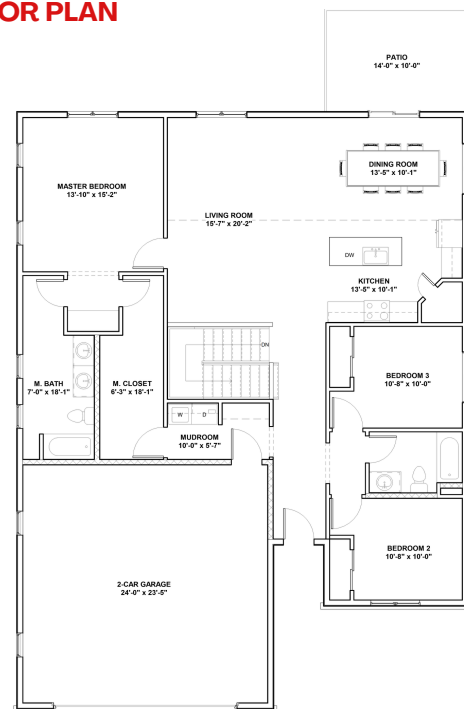 OR PLAN
PATIO
14'-0" x 10'-0"
DINING ROOM
13'-5" x 10'-1"
MASTER BEDROOM
13'-10" x 15'-2"
LIVING ROOM
15'-7" x 20'-2"
DW
KITCHEN
13'-5" x 10'-1"
DN
BEDROOM 3
10'-8" x 10'-0"
M. BATH
7'-0" x 18'-1"
M. CLOSET
6'-3" x 18'-1"
W D
MUDROOM
10'-0" x 5'-7"
BEDROOM 2
10'-8" x 10'-0"
2-CAR GARAGE
24'-0" x 23'-5"